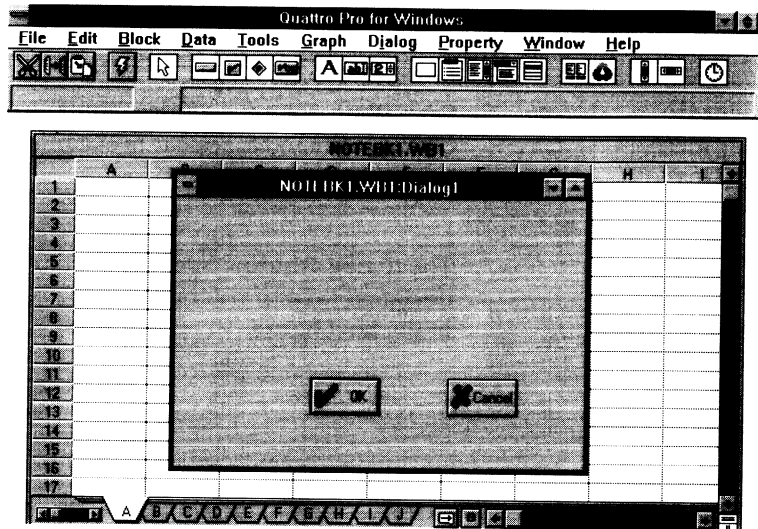 Quattro Pro for Windows
File Edit Block Data Tools Graph Dialog Property Window Help
A
NOTEBK1.WB1
A H I
NOTEBK1.WB1:Dialog1
1
2
3
4
5
6
7
8
9
10
11
12
13
14
15
16
17
OK
Cancel
A B C D E F G H I J